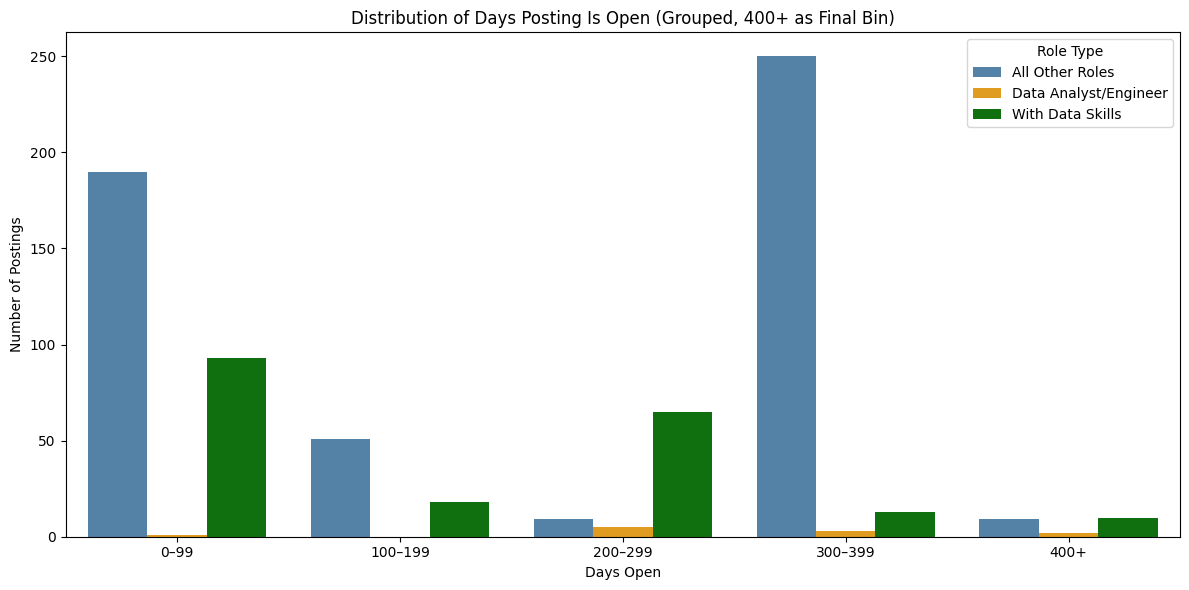 Distribution of Days Posting Is Open (Grouped, 400+ as Final Bin)
Role Type
All Other Roles
Data Analyst/Engineer
With Data Skills
Number of Postings
250
200
150
100
50
0
0–99
100–199
200–299
300–399
400+
Days Open